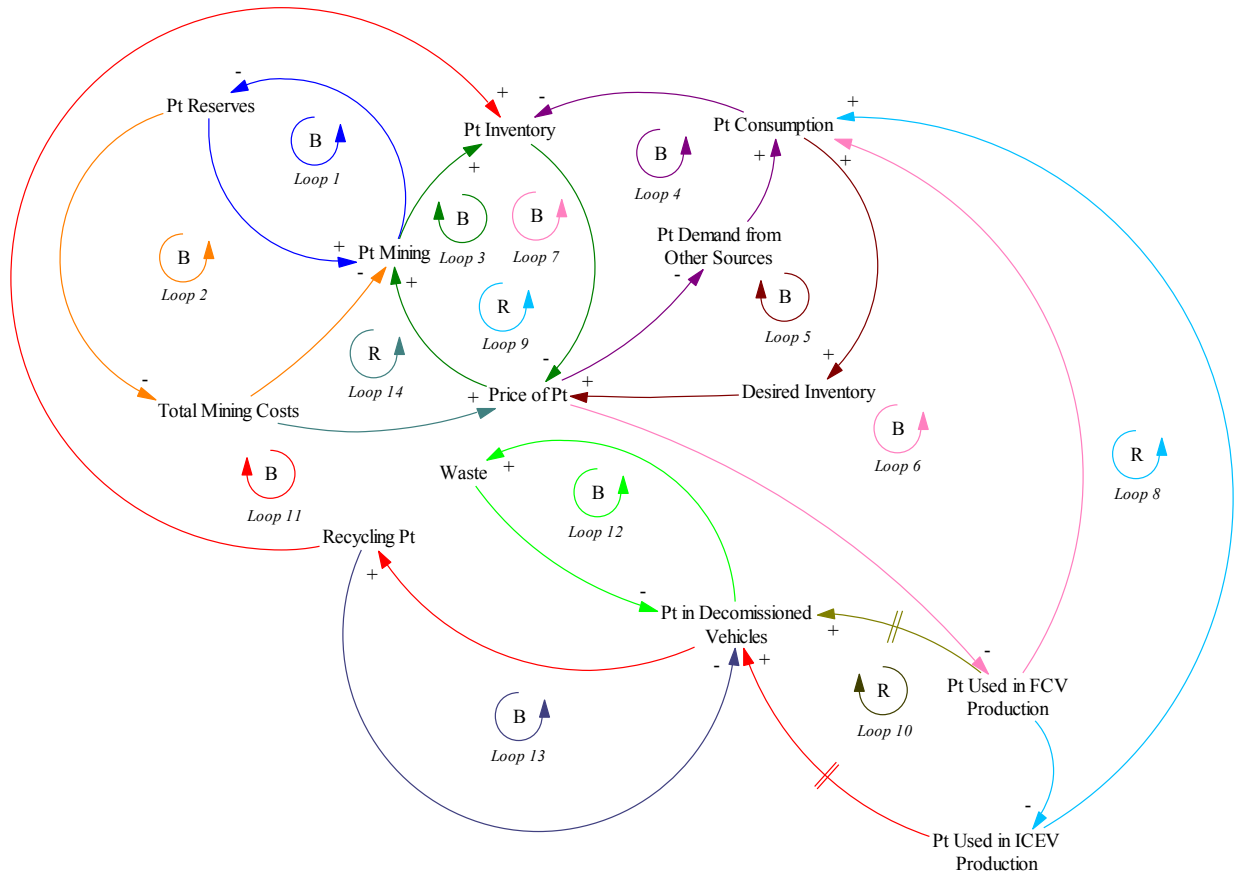 -
+
-
+
Pt Reserves
B
Loop 1
Pt Inventory
+
Pt Consumption
+
+
B
Loop 4
B
Loop 3
B
Loop 7
+
Pt Mining
-
+
B
Loop 2
Pt Demand from
Other Sources
-
R
Loop 9
B
Loop 5
R
Loop 14
-
+
-
+
+
Price of Pt
Desired Inventory
Total Mining Costs
B
Loop 6
R
Loop 8
Waste
+
B
Loop 11
B
Loop 12
Recycling Pt
+
-
Pt in Decomissioned
Vehicles
+
-
+
-
Pt Used in FCV
Production
R
Loop 10
B
Loop 13
-
Pt Used in ICEV
Production